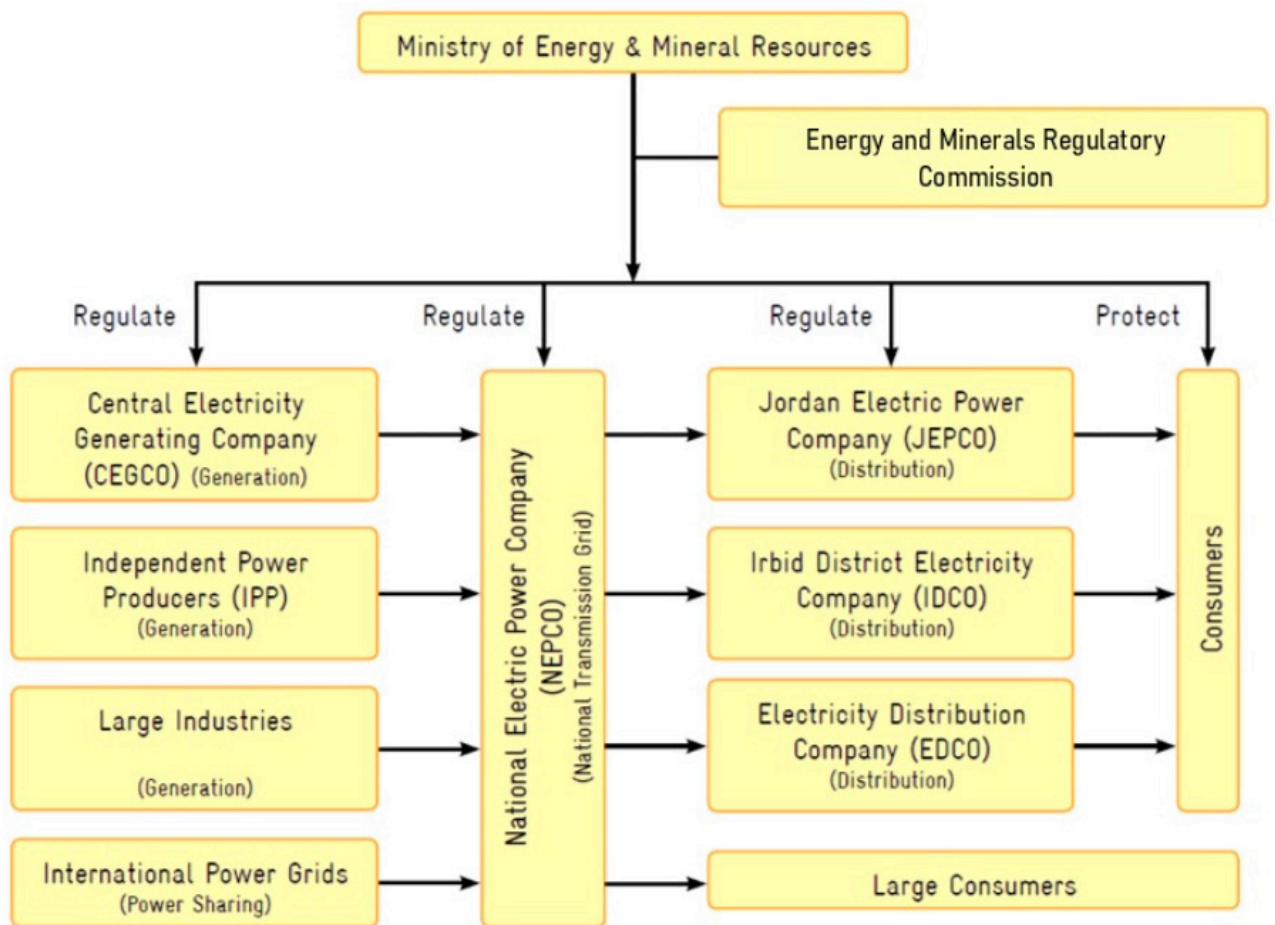 Ministry of Energy & Mineral Resources
Energy and Minerals Regulatory
Commission
Regulate
Regulate
Regulate
Protect
Central Electricity
Generating Company
(CEGCO) (Generation)
Independent Power
Producers (IPP)
(Generation)
Large Industries
(Generation)
International Power Grids
(Power Sharing)
National Electric Power Company
(NEPCO)
(National Transmission Grid)
Jordan Electric Power
Company (JEPCO)
(Distribution)
Irbid District Electricity
Company (IDCO)
(Distribution)
Electricity Distribution
Company (EDCO)
(Distribution)
Large Consumers
Consumers